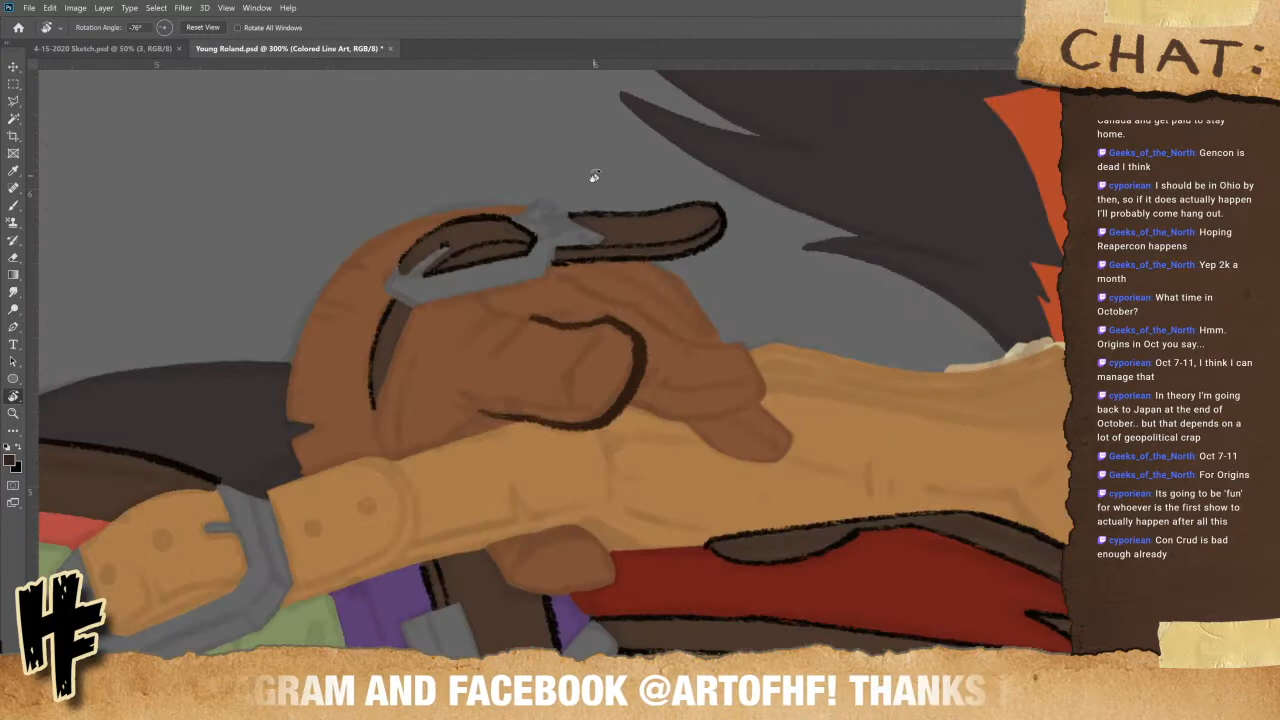 File Edit Image Layer Type Select Filter 3D View Window Help
Rotation Angle: -76° Reset View Rotate All Windows
4-15-2020 Sketch.psd @ 50% (3, RGB/8) × Young Roland.psd @ 300% (Colored Line Art, RGB/8) * ×
CHAT:
Canada and get paid to stay
home.
Geeks_of_the_North: Gencon is
dead I think
cyporiean: I should be in Ohio by
then, so if it does actually happen
I'll probably come hang out.
Geeks_of_the_North: Hoping
Reapercon happens
Geeks_of_the_North: Yep 2k a
month
cyporiean: What time in
October?
Geeks_of_the_North: Hmm.
Origins in Oct you say...
cyporiean: Oct 7-11, I think I can
manage that
cyporiean: In theory I'm going
back to Japan at the end of
October.. but that depends on a
lot of geopolitical crap
Geeks_of_the_North: Oct 7-11
Geeks_of_the_North: For Origins
cyporiean: Its going to be 'fun'
for whoever is the first show to
actually happen after all this
cyporiean: Con Crud is bad
enough already
HF
GRAM AND FACEBOOK @ARTOFHF! THANKS